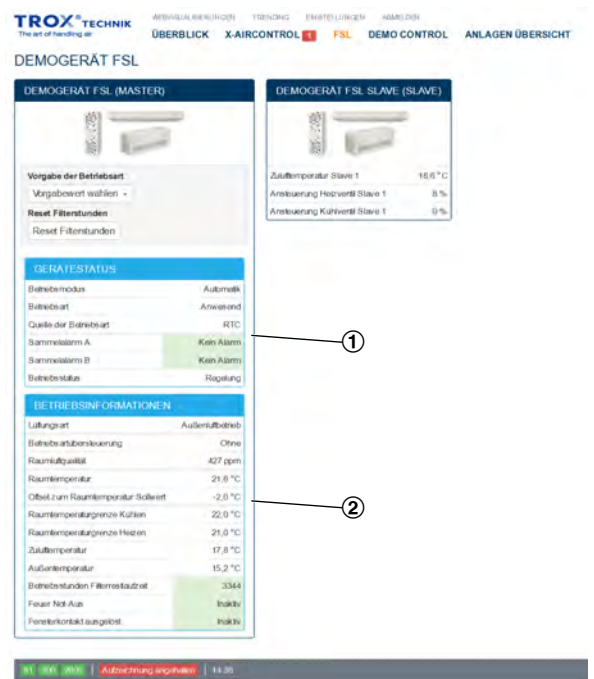 TROX® TECHNIK
The art of handling air
WEBVISUALISIERUNGEN TRENDING EINSTELLUNGEN ABMELDEN
ÜBERBLICK X-AIRCONTROL 1 FSL DEMO CONTROL ANLAGEN ÜBERSICHT
DEMOGERÄT FSL
DEMOGERÄT FSL (MASTER)
Vorgabe der Betriebsart
Vorgabewert wählen
Reset Filterstunden
Reset Filterstunden
GERÄTESTATUS
Betriebsmodus Automatik
Betriebsart Anwesend
Quelle der Betriebsart RTC
Sammelalarm A Kein Alarm
Sammelalarm B Kein Alarm
Betriebsstatus Regelung
BETRIEBSINFORMATIONEN
Lüftungsart Außenluftbetrieb
Betriebsartübersteuerung Ohne
Raumluftqualität 427 ppm
Raumtemperatur 21,8 °C
Offset zum Raumtemperatur Sollwert -2,0 °C
Raumtemperaturgrenze Kühlen 22,0 °C
Raumtemperaturgrenze Heizen 21,0 °C
Zulufttemperatur 17,8 °C
Außentemperatur 15,2 °C
Betriebsstunden Filterrestlaufzeit 3344
Feuer Not-Aus Inaktiv
Fensterkontakt ausgelöst Inaktiv
DEMOGERÄT FSL SLAVE (SLAVE)
Zulufttemperatur Slave 1 18,6 °C
Ansteuerung Heizventil Slave 1 8 %
Ansteuerung Kühlventil Slave 1 0 %
1
2
Aufzeichnung angehalten